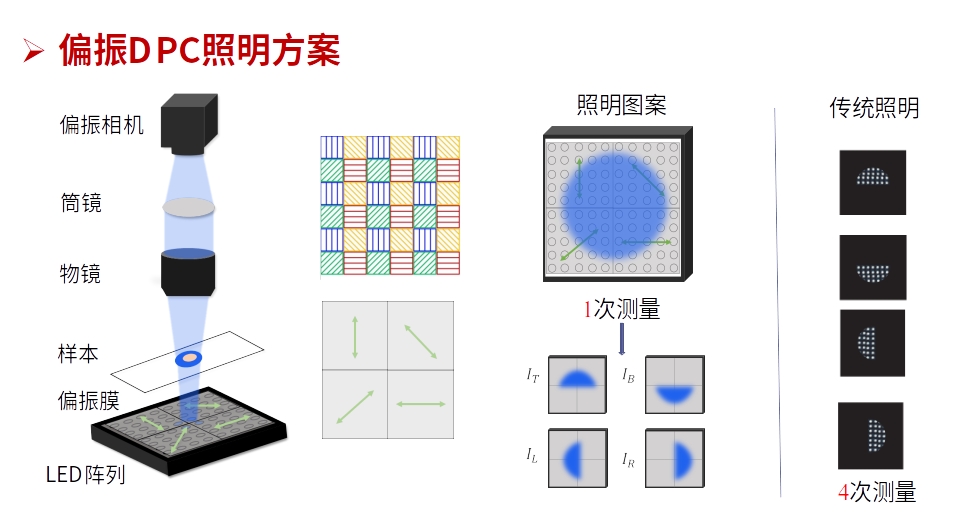 偏振DPC照明方案
偏振相机
筒镜
物镜
样本
偏振膜
LED阵列
照明图案
1次测量
I_T
I_B
I_L
I_R
传统照明
4次测量